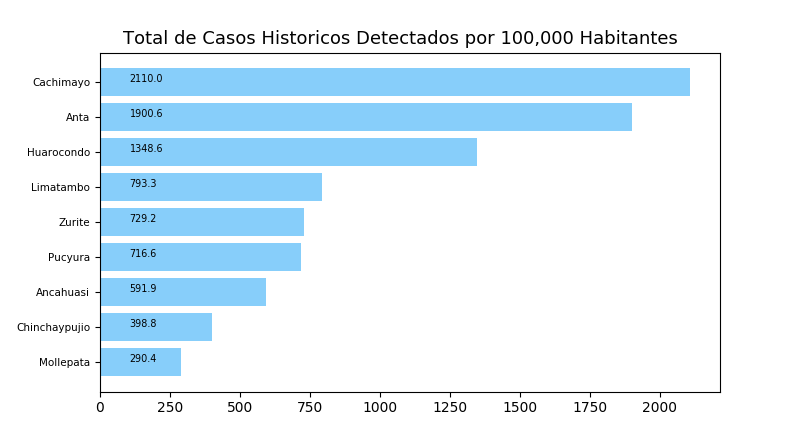 Total de Casos Historicos Detectados por 100,000 Habitantes
Cachimayo 2110.0
Anta 1900.6
Huarocondo 1348.6
Limatambo 793.3
Zurite 729.2
Pucyura 716.6
Ancahuasi 591.9
Chinchaypujio 398.8
Mollepata 290.4
0 250 500 750 1000 1250 1500 1750 2000